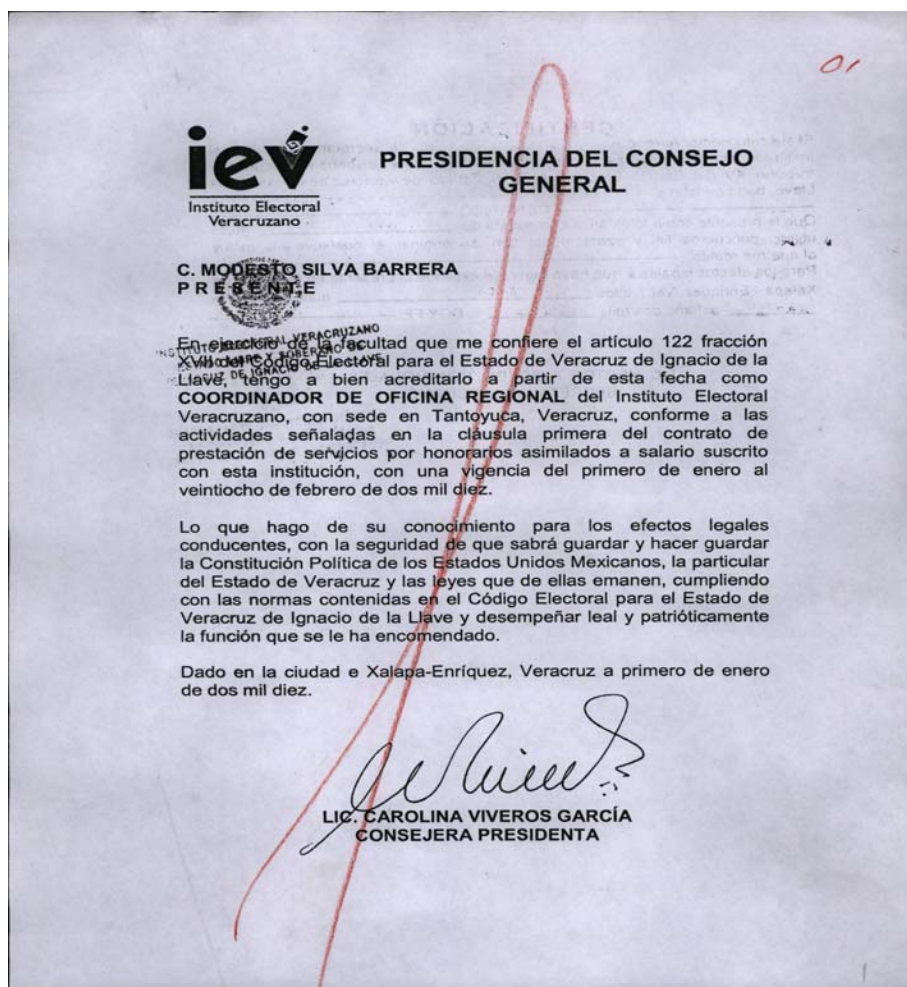 01
iev
Instituto Electoral
Veracruzano
PRESIDENCIA DEL CONSEJO
GENERAL
C. MODESTO SILVA BARRERA
P R E S E N T E
INSTITUTO ELECTORAL VERACRUZANO
En ejercicio de la facultad que me confiere el artículo 122 fracción
XVII del Código Electoral para el Estado de Veracruz de Ignacio de la
Llave, tengo a bien acreditarlo a partir de esta fecha como
COORDINADOR DE OFICINA REGIONAL del Instituto Electoral
Veracruzano, con sede en Tantoyuca, Veracruz, conforme a las
actividades señaladas en la cláusula primera del contrato de
prestación de servicios por honorarios asimilados a salario suscrito
con esta institución, con una vigencia del primero de enero al
veintiocho de febrero de dos mil diez.
Lo que hago de su conocimiento para los efectos legales
conducentes, con la seguridad de que sabrá guardar y hacer guardar
la Constitución Política de los Estados Unidos Mexicanos, la particular
del Estado de Veracruz y las leyes que de ellas emanen, cumpliendo
con las normas contenidas en el Código Electoral para el Estado de
Veracruz de Ignacio de la Llave y desempeñar leal y patrióticamente
la función que se le ha encomendado.
Dado en la ciudad e Xalapa-Enríquez, Veracruz a primero de enero
de dos mil diez.
LIC. CAROLINA VIVEROS GARCÍA
CONSEJERA PRESIDENTA